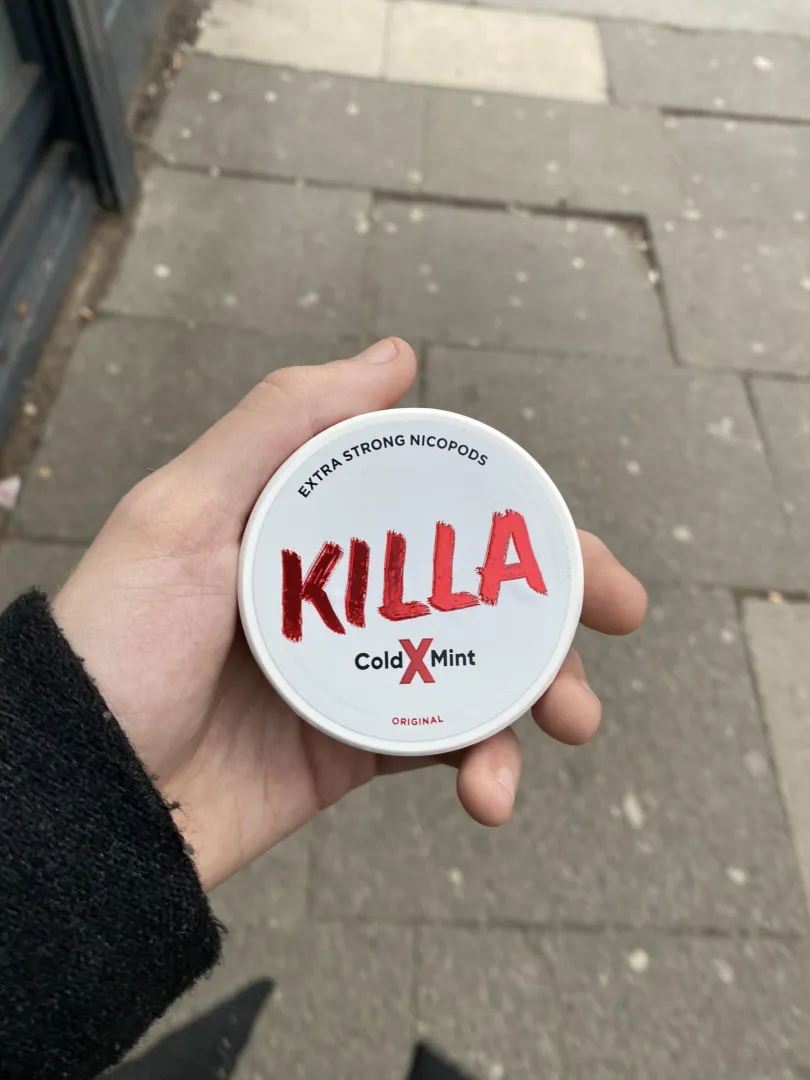 EXTRA STRONG NICOPODS
KILLA
Cold X Mint
ORIGINAL